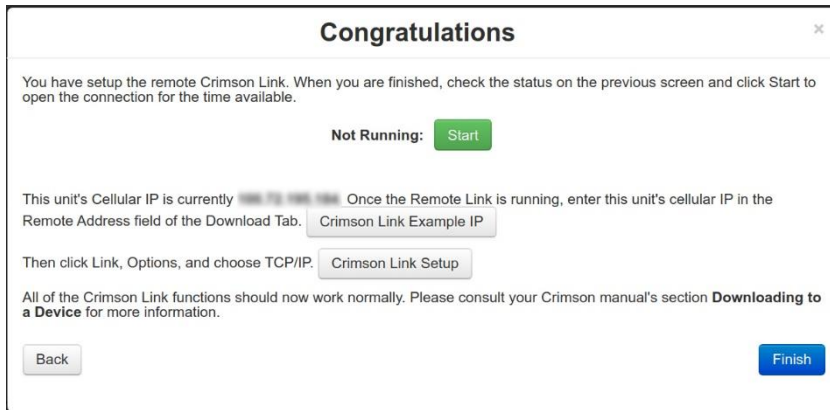 Congratulations
×
You have setup the remote Crimson Link. When you are finished, check the status on the previous screen and click Start to
open the connection for the time available.
Not Running: Start
This unit's Cellular IP is currently Once the Remote Link is running, enter this unit's cellular IP in the
Remote Address field of the Download Tab. Crimson Link Example IP
Then click Link, Options, and choose TCP/IP. Crimson Link Setup
All of the Crimson Link functions should now work normally. Please consult your Crimson manual's section Downloading to
a Device for more information.
Back Finish